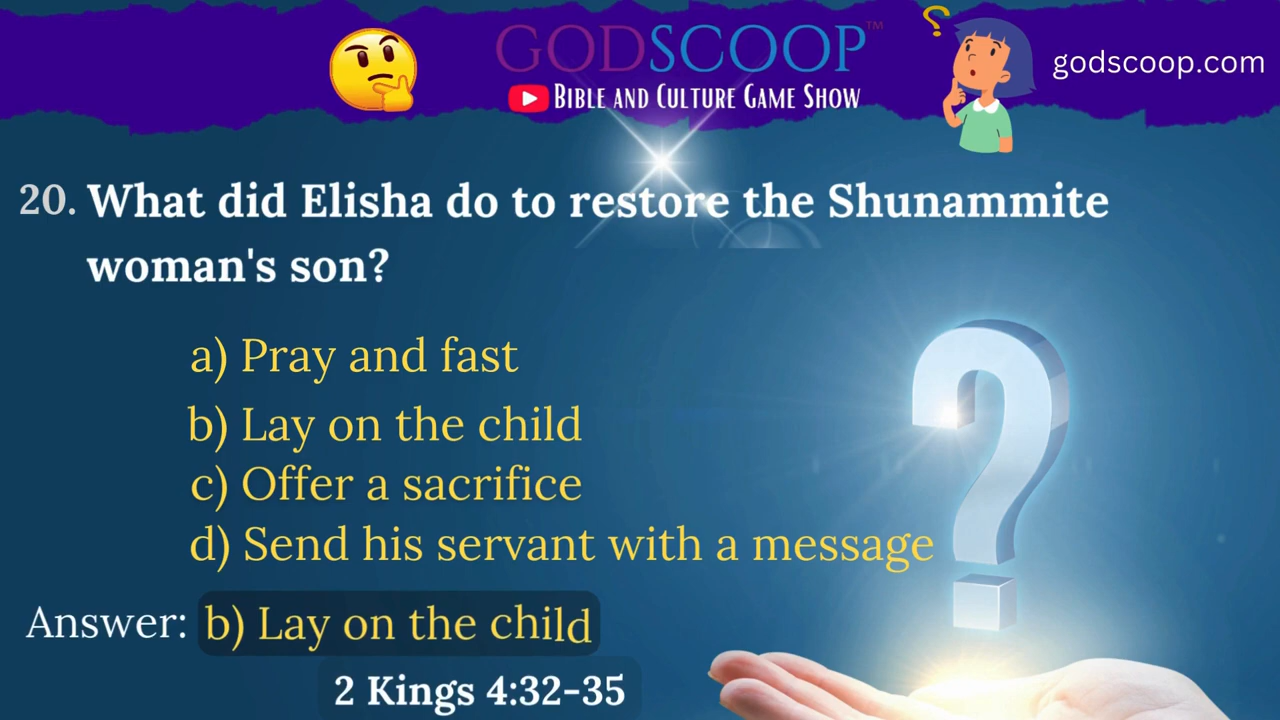 GODSCOOP™
BIBLE AND CULTURE GAME SHOW
godscoop.com
20. What did Elisha do to restore the Shunammite
woman's son?
a) Pray and fast
b) Lay on the child
c) Offer a sacrifice
d) Send his servant with a message
Answer: b) Lay on the child
2 Kings 4:32-35